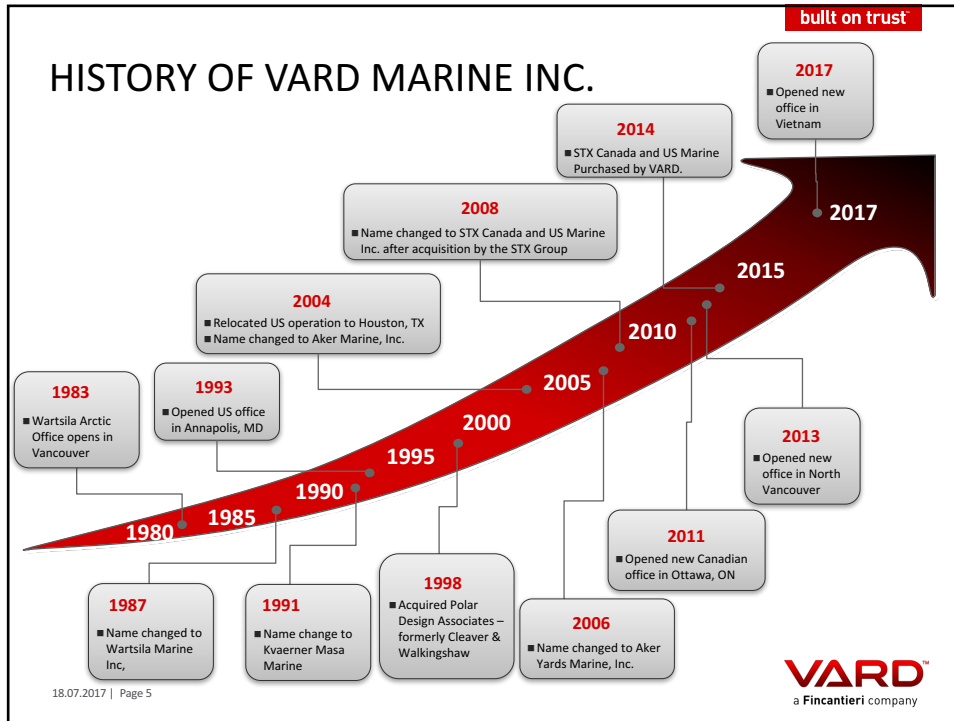 built on trust™
HISTORY OF VARD MARINE INC.
2017
■ Opened new
office in
Vietnam
2014
■ STX Canada and US Marine
Purchased by VARD.
2008
■ Name changed to STX Canada and US Marine
Inc. after acquisition by the STX Group
2004
■ Relocated US operation to Houston, TX
■ Name changed to Aker Marine, Inc.
1983
■ Wartsila Arctic
Office opens in
Vancouver
1993
■ Opened US office
in Annapolis, MD
1980
1985
1990
1995
2000
2005
2010
2015
2017
1987
■ Name changed to
Wartsila Marine
Inc,
1991
■ Name change to
Kvaerner Masa
Marine
1998
■ Acquired Polar
Design Associates –
formerly Cleaver &
Walkingshaw
2006
■ Name changed to Aker
Yards Marine, Inc.
2011
■ Opened new Canadian
office in Ottawa, ON
2013
■ Opened new
office in North
Vancouver
18.07.2017 | Page 5
VARD™
a Fincantieri company